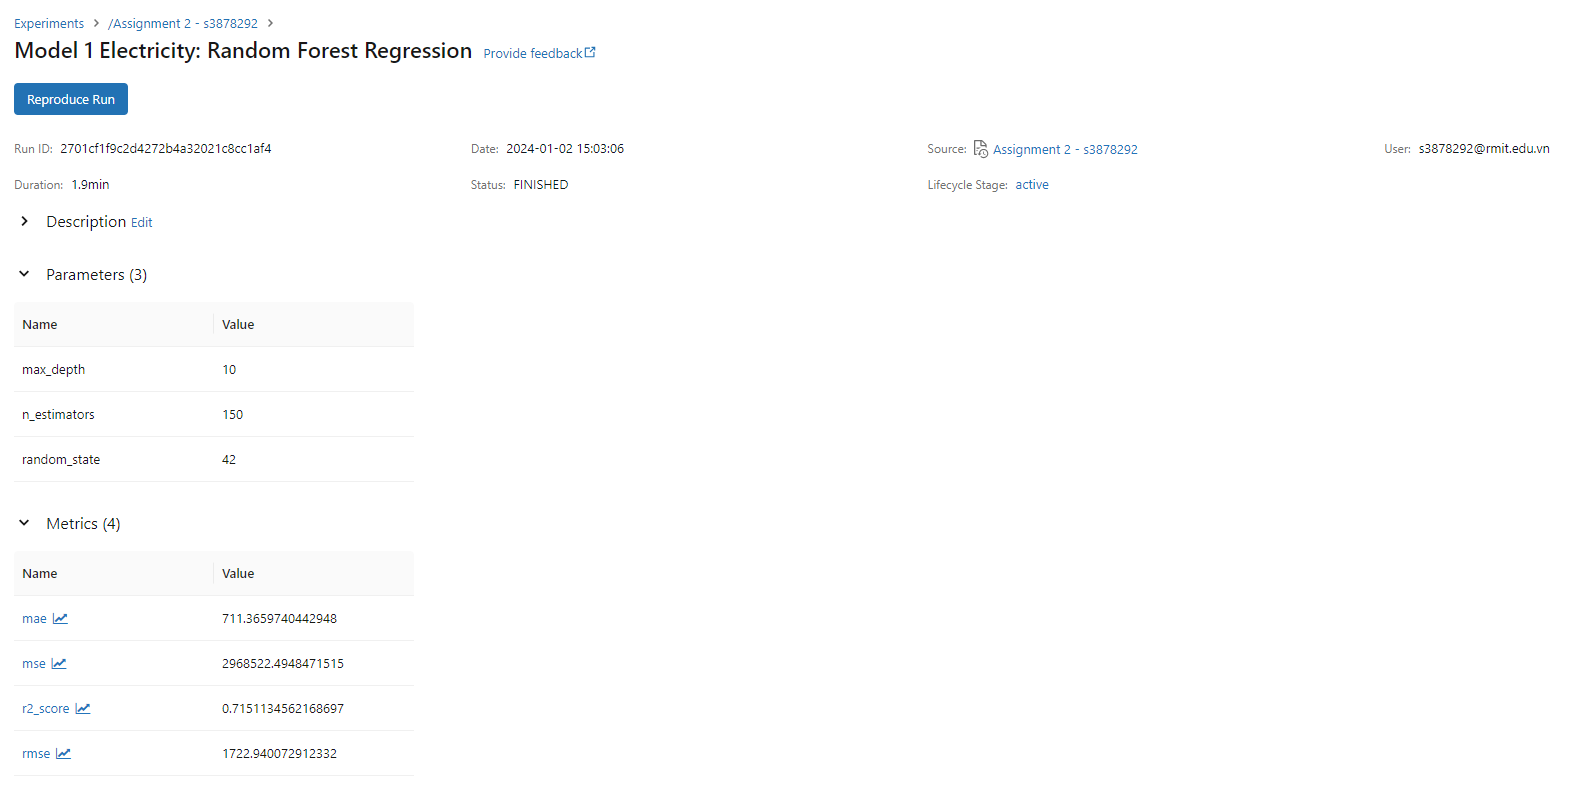 Experiments > /Assignment 2 - s3878292 >
Model 1 Electricity: Random Forest Regression Provide feedback
Reproduce Run
Run ID: 2701cf1f9c2d4272b4a32021c8cc1af4 Date: 2024-01-02 15:03:06 Source: Assignment 2 - s3878292 User: s3878292@rmit.edu.vn
Duration: 1.9min Status: FINISHED Lifecycle Stage: active
Description Edit
Parameters (3)
Name Value
max_depth 10
n_estimators 150
random_state 42
Metrics (4)
Name Value
mae 711.3659740442948
mse 2968522.4948471515
r2_score 0.7151134562168697
rmse 1722.940072912332